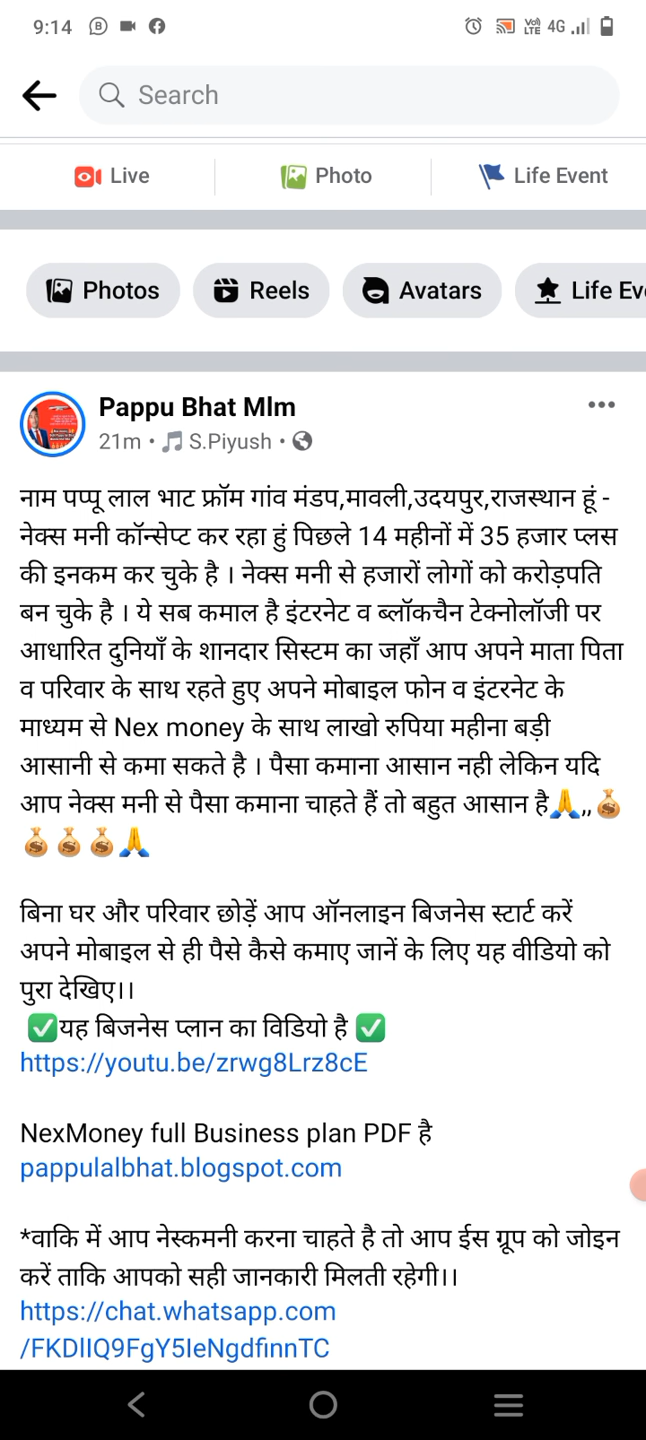 9:14
4G
Search
Live
Photo
Life Event
Photos
Reels
Avatars
Life Eve
Pappu Bhat Mlm
21m • S.Piyush •
नाम पप्पू लाल भाट फ्रॉम गांव मंडप,मावली,उदयपुर,राजस्थान हूं -
नेक्स मनी कॉन्सेप्ट कर रहा हुं पिछले 14 महीनों में 35 हजार प्लस
की इनकम कर चुके है । नेक्स मनी से हजारों लोगों को करोड़पति
बन चुके है । ये सब कमाल है इंटरनेट व ब्लॉकचैन टेक्नोलॉजी पर
आधारित दुनियाँ के शानदार सिस्टम का जहाँ आप अपने माता पिता
व परिवार के साथ रहते हुए अपने मोबाइल फोन व इंटरनेट के
माध्यम से Nex money के साथ लाखो रुपिया महीना बड़ी
आसानी से कमा सकते है । पैसा कमाना आसान नही लेकिन यदि
आप नेक्स मनी से पैसा कमाना चाहते हैं तो बहुत आसान है🙏,,💰
💰💰💰🙏
बिना घर और परिवार छोड़ें आप ऑनलाइन बिजनेस स्टार्ट करें
अपने मोबाइल से ही पैसे कैसे कमाए जानें के लिए यह वीडियो को
पुरा देखिए।।
✅यह बिजनेस प्लान का विडियो है ✅
https://youtu.be/zrwg8Lrz8cE
NexMoney full Business plan PDF है
pappulalbhat.blogspot.com
*वाकि में आप नेस्कमनी करना चाहते है तो आप ईस ग्रूप को जोइन
करें ताकि आपको सही जानकारी मिलती रहेगी।।
https://chat.whatsapp.com
/FKDlIQ9FgY5IeNgdfinnTC